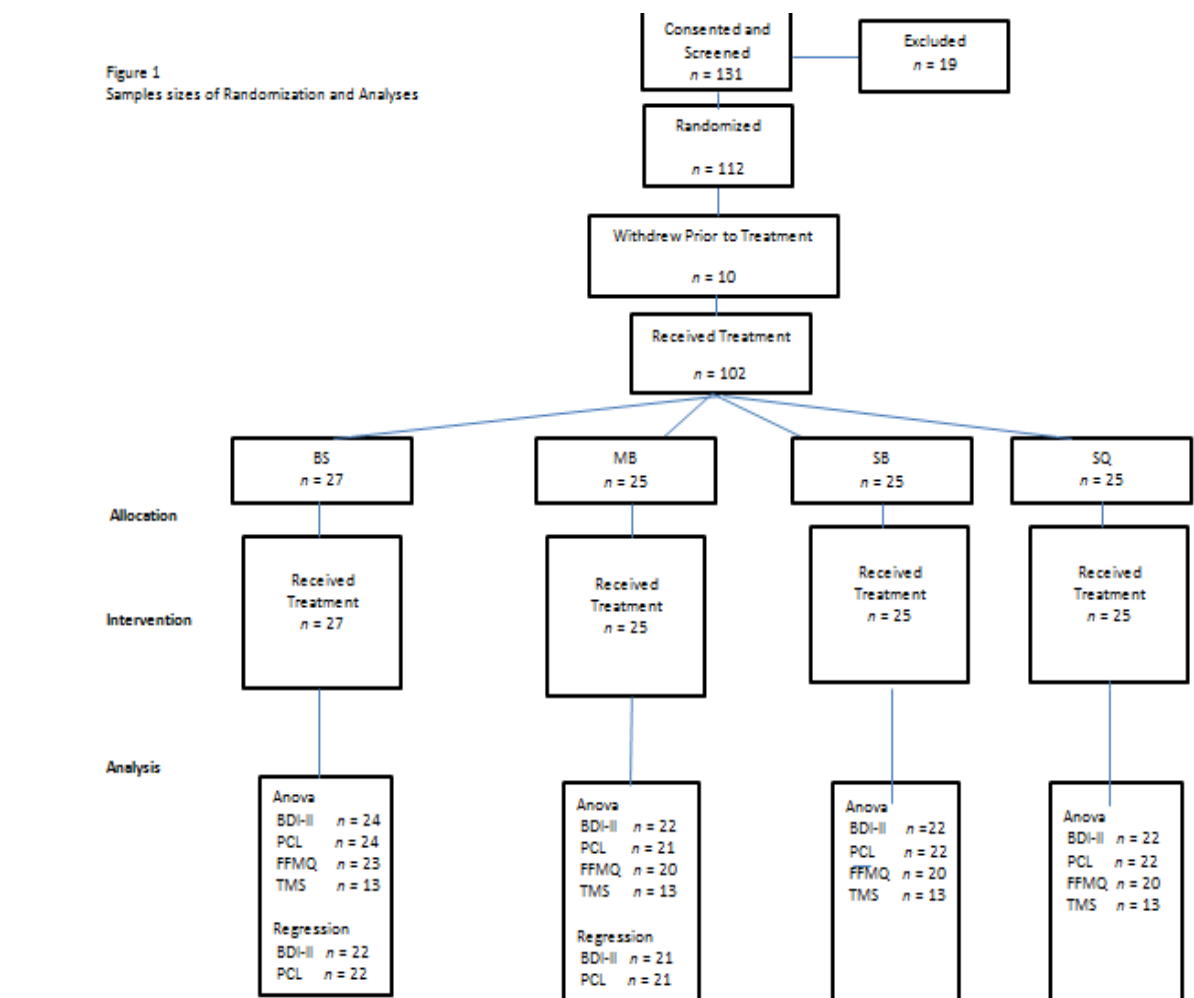 Consented and
Screened
n = 131
Excluded
n = 19
Figure 1
Samples sizes of Randomization and Analyses
Randomized
n = 112
Withdrew Prior to Treatment
n = 10
Received Treatment
n = 102
BS
n = 27
MB
n = 25
SB
n = 25
SQ
n = 25
Allocation
Received
Treatment
n = 27
Received
Treatment
n = 25
Received
Treatment
n = 25
Received
Treatment
n = 25
Intervention
Analysis
Anova
BDI-II n = 24
PCL n = 24
FFMQ n = 23
TMS n = 13
Regression
BDI-II n = 22
PCL n = 22
Anova
BDI-II n = 22
PCL n = 21
FFMQ n = 20
TMS n = 13
Regression
BDI-II n = 21
PCL n = 21
Anova
BDI-II n =22
PCL n = 22
FFMQ n = 20
TMS n = 13
Anova
BDI-II n = 22
PCL n = 22
FFMQ n = 20
TMS n = 13